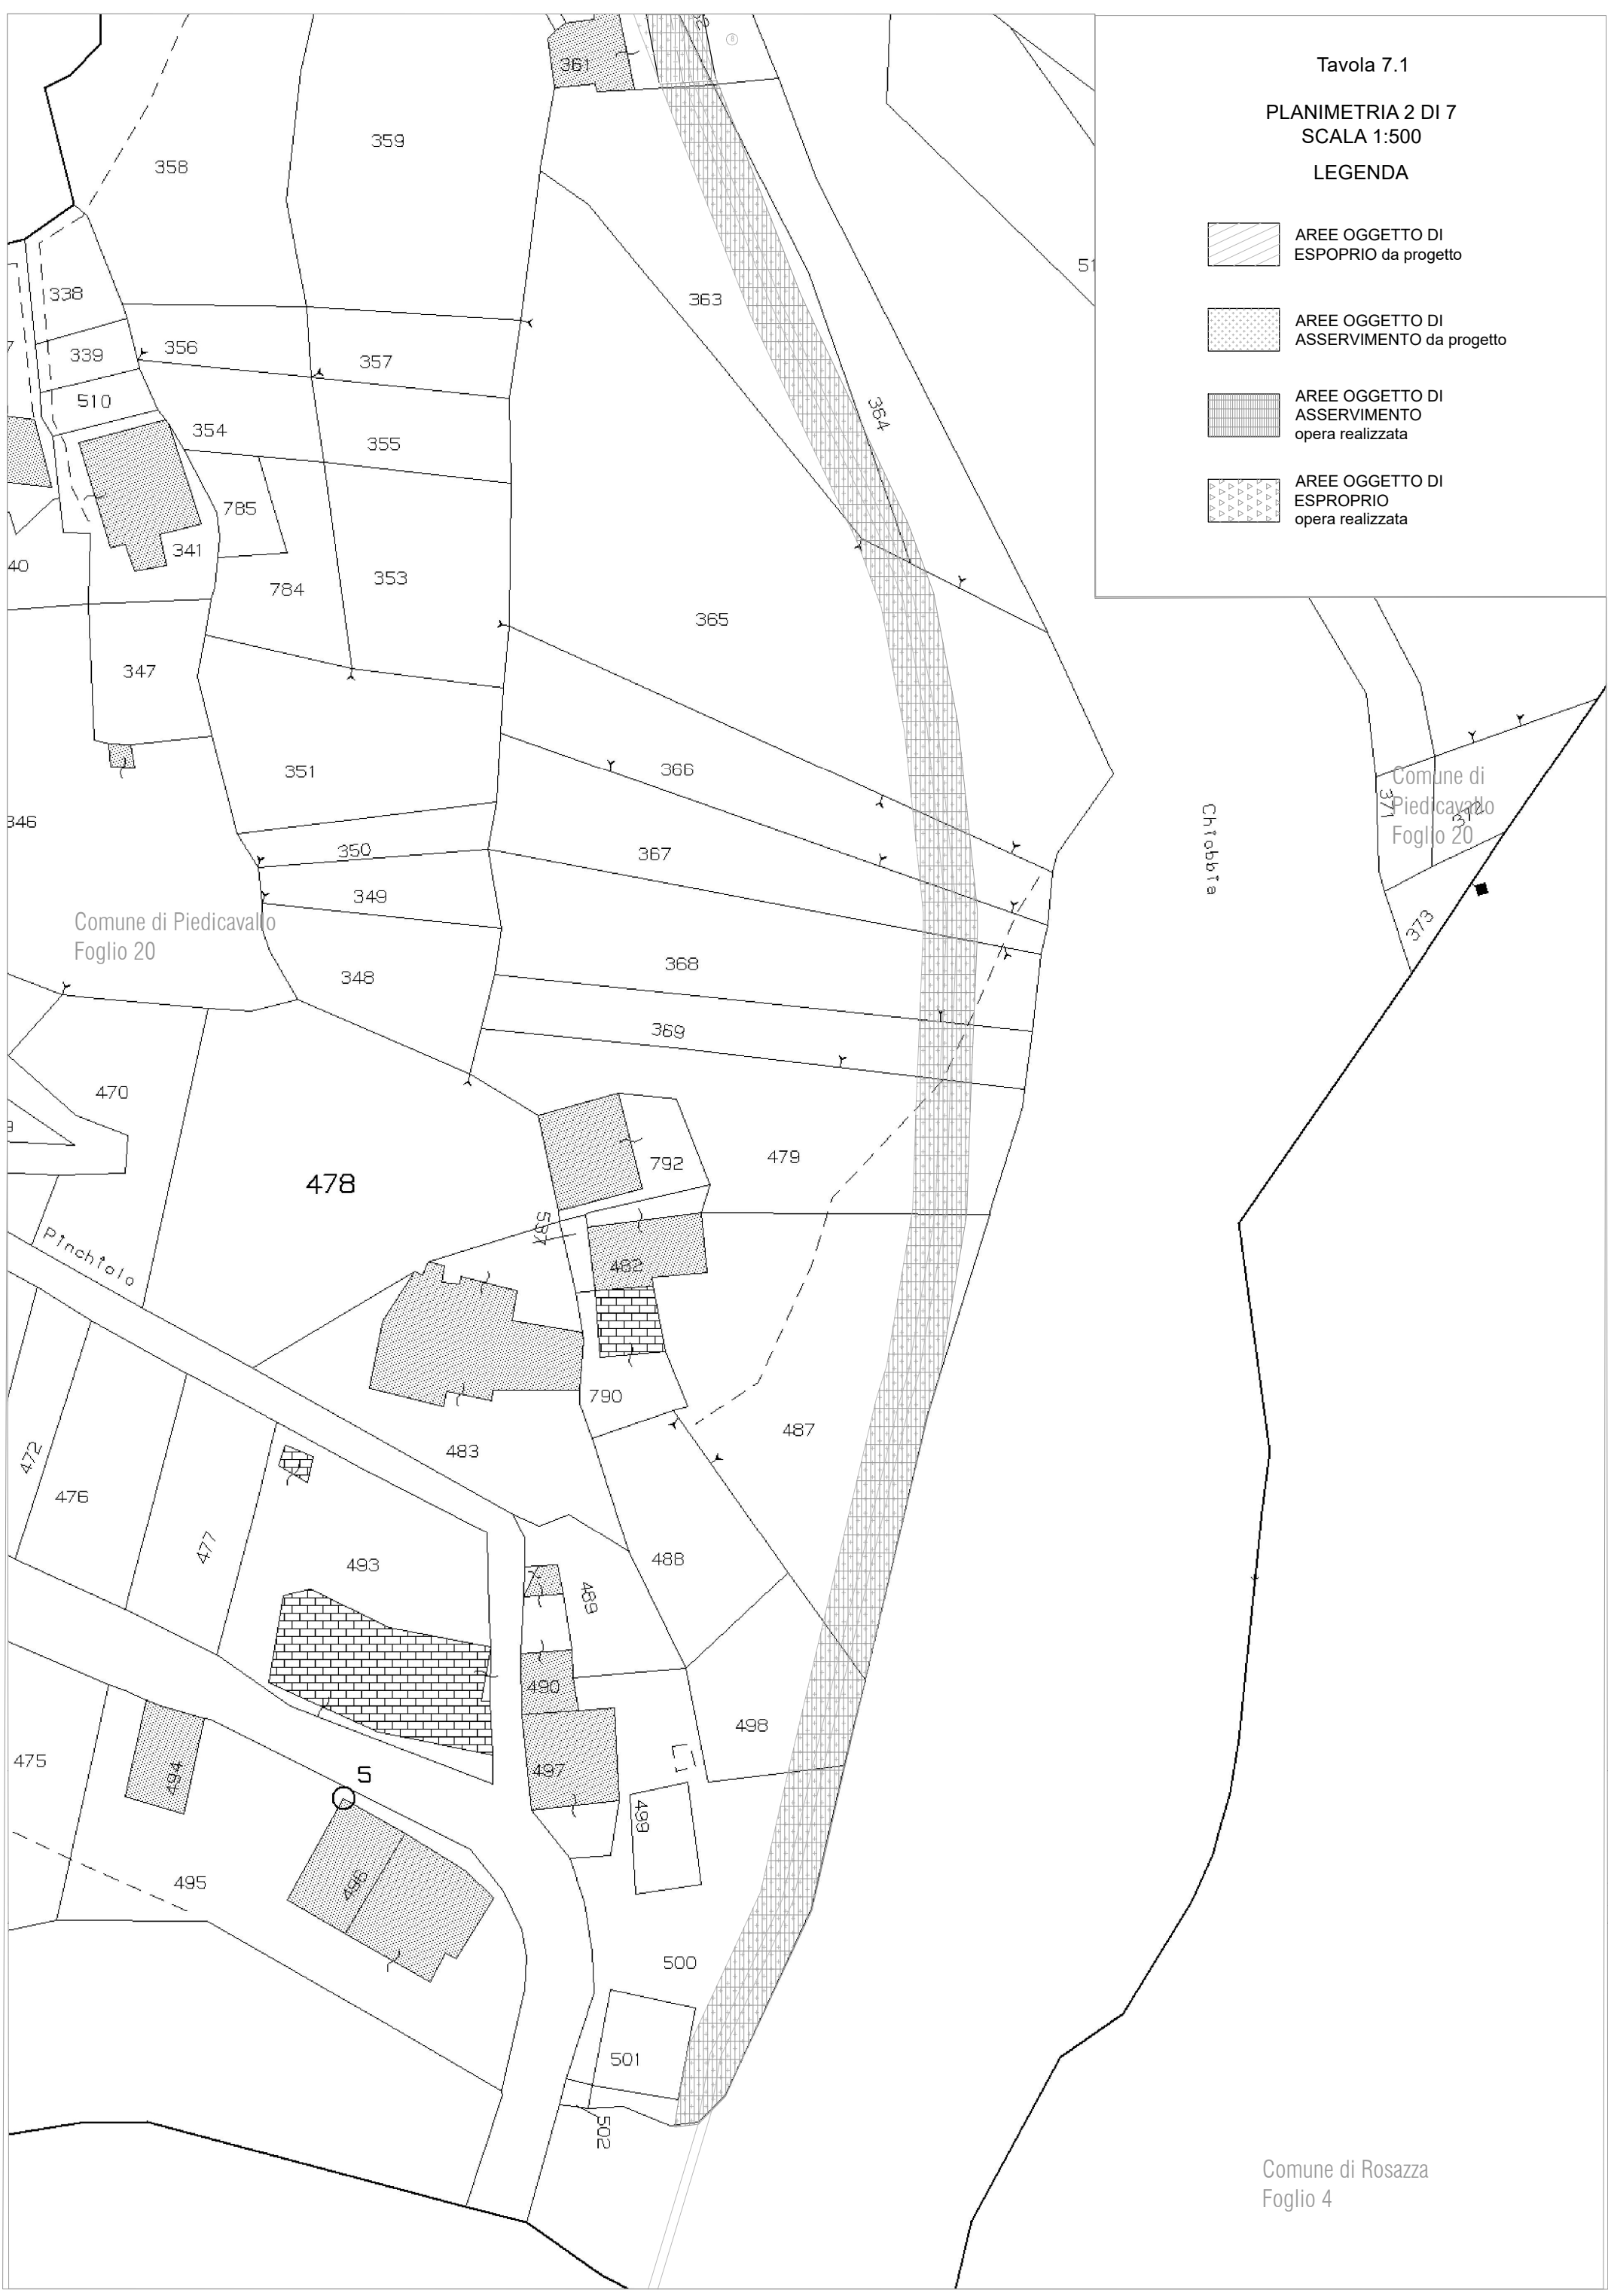 Tavola 7.1
PLANIMETRIA 2 DI 7
SCALA 1:500
LEGENDA
AREE OGGETTO DI
ESPOPRIO da progetto
AREE OGGETTO DI
ASSERVIMENTO da progetto
AREE OGGETTO DI
ASSERVIMENTO
opera realizzata
AREE OGGETTO DI
ESPROPRIO
opera realizzata
361
359
358
51
338
363
339
356
357
510
364
354
355
785
341
40
353
784
365
347
351
366
Comune di
Piedicavallo
Foglio 20
371
372
346
Chiobbia
350
367
349
Comune di Piedicavallo
Foglio 20
373
348
368
369
470
792
479
478
Pinchiolo
482
790
487
483
472
476
477
493
488
489
490
498
475
494
497
5
499
495
496
500
501
502
Comune di Rosazza
Foglio 4